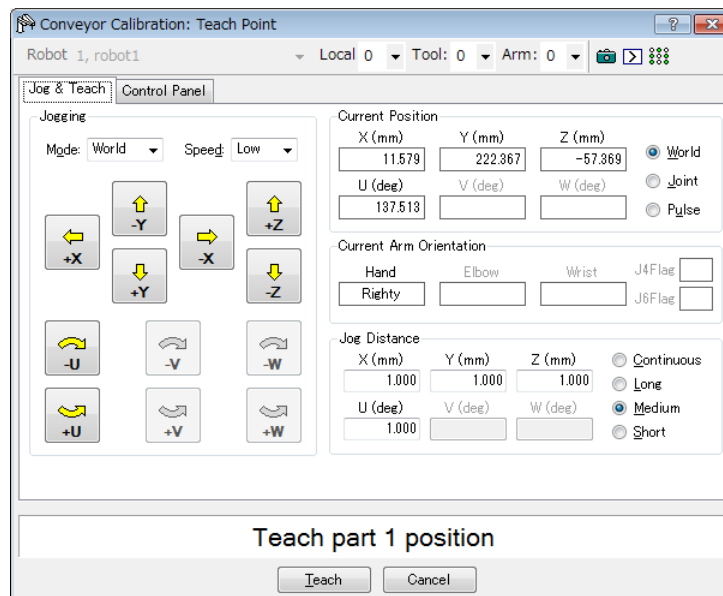 Conveyor Calibration: Teach Point
Robot 1, robot1 Local 0 Tool: 0 Arm: 0
Jog & Teach Control Panel
Jogging
Mode: World Speed: Low
-Y +Z
+X -X
+Y -Z
-U -V -W
+U +V +W
Current Position
X (mm) Y (mm) Z (mm)
11.579 222.367 -57.369
U (deg) V (deg) W (deg)
137.513
World
Joint
Pulse
Current Arm Orientation
Hand Elbow Wrist J4Flag
Righty J6Flag
Jog Distance
X (mm) Y (mm) Z (mm)
1.000 1.000 1.000
U (deg) V (deg) W (deg)
1.000
Continuous
Long
Medium
Short
Teach part 1 position
Teach Cancel